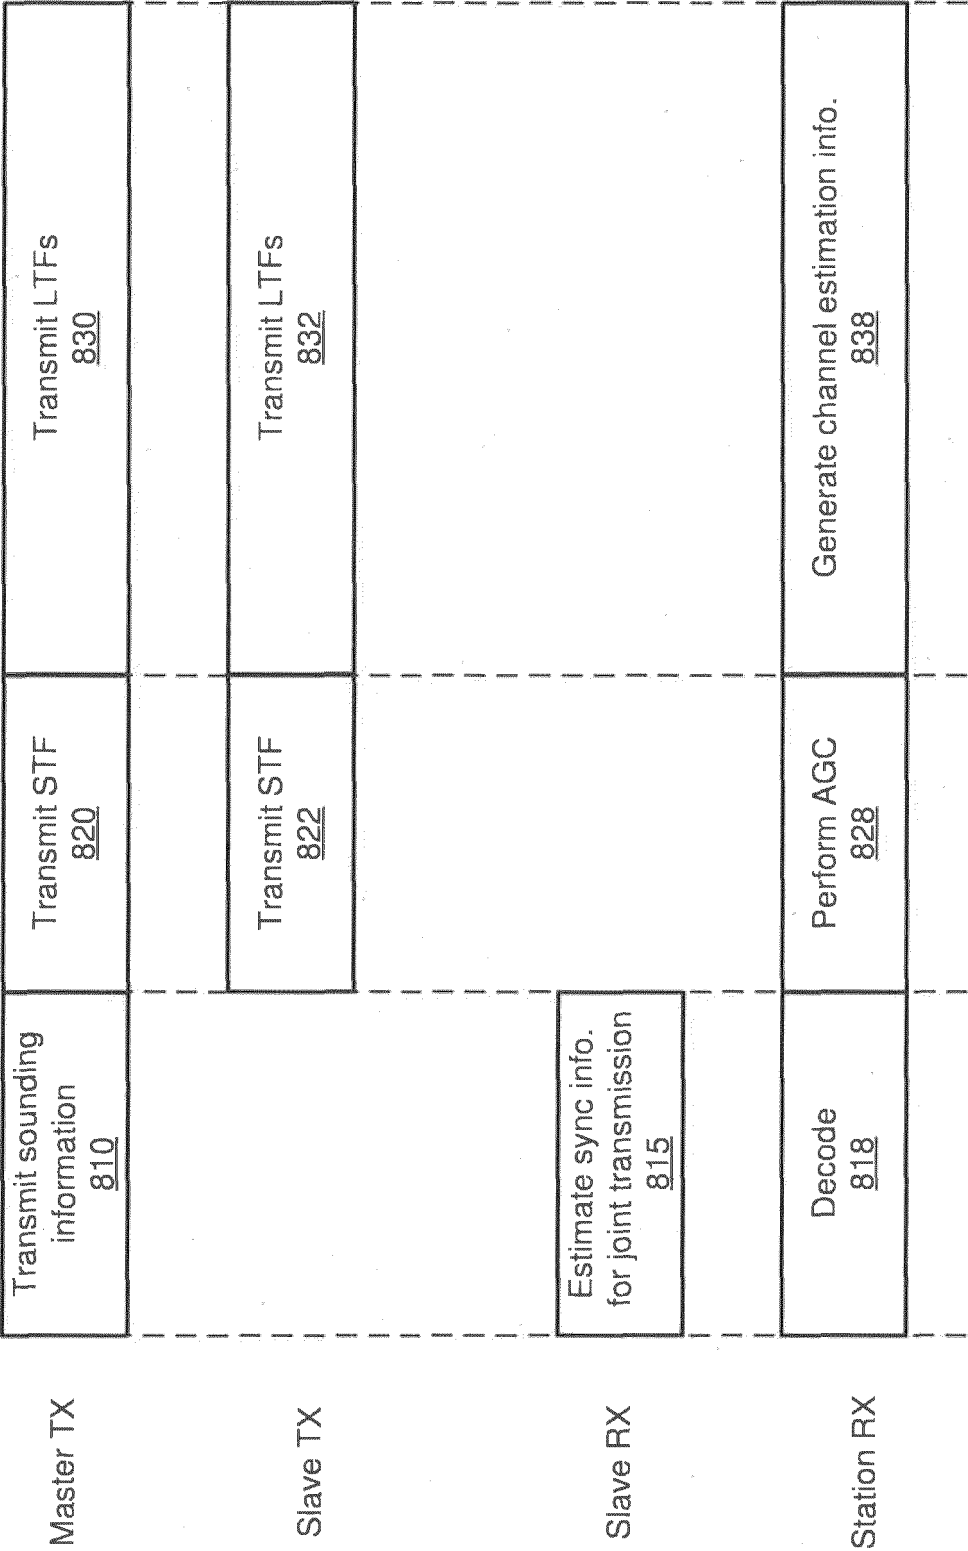 Master TX
Transmit sounding
information
810
Transmit STF
820
Transmit LTFs
830
Slave TX
Transmit STF
822
Transmit LTFs
832
Slave RX
Estimate sync info.
for joint transmission
815
Station RX
Decode
818
Perform AGC
828
Generate channel estimation info.
838